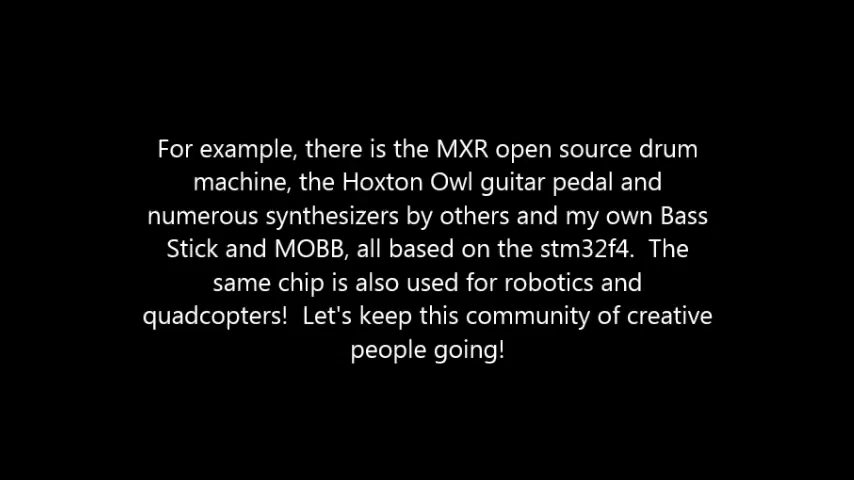 For example, there is the MXR open source drum
machine, the Hoxton Owl guitar pedal and
numerous synthesizers by others and my own Bass
Stick and MOBB, all based on the stm32f4.  The
same chip is also used for robotics and
quadcopters!  Let's keep this community of creative
people going!